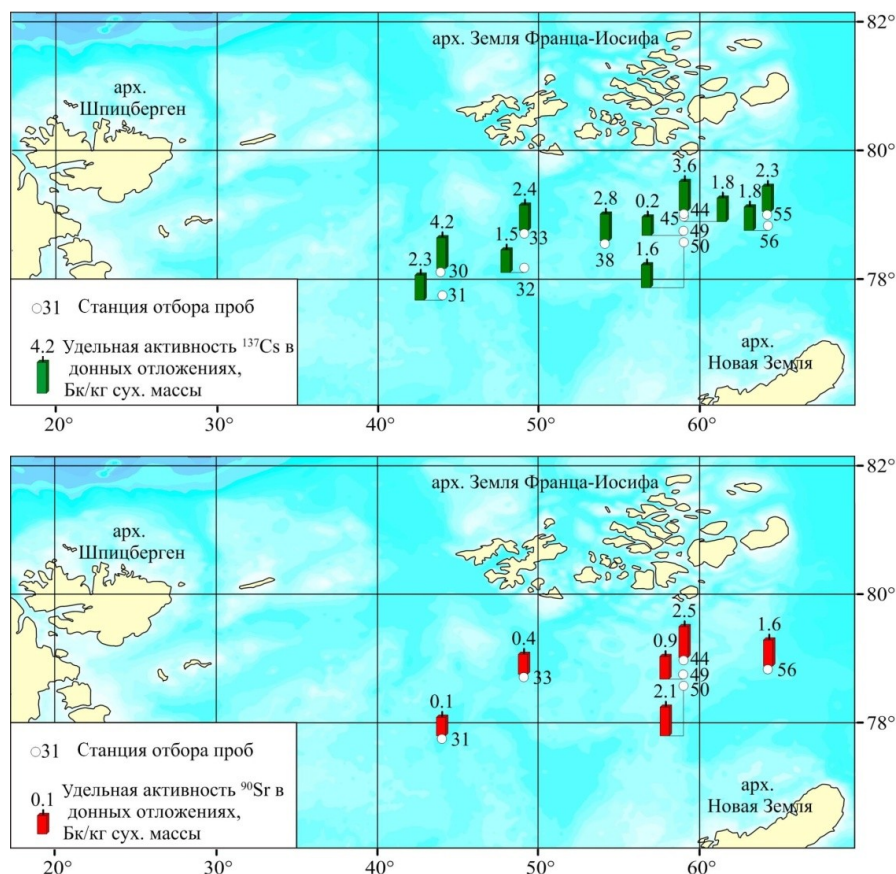 82°
арх. Земля Франца-Иосифа
арх.
Шпицберген
80°
3.6
2.3
1.8
1.8
2.8
0.2
2.4
45
44
55
4.2
1.5
33
49
56
38
50
2.3
30
1.6
32
78°
31
○31 Станция отбора проб
4.2 Удельная активность ¹³⁷Cs в
донных отложениях,
Бк/кг сух. массы
арх.
Новая Земля
20°
30°
40°
50°
60°
82°
арх. Земля Франца-Иосифа
арх.
Шпицберген
80°
2.5
1.6
0.4
0.9
44
33
49
56
50
0.1
2.1
78°
31
○31 Станция отбора проб
0.1 Удельная активность ⁹⁰Sr в
донных отложениях,
Бк/кг сух. массы
арх.
Новая Земля
20°
30°
40°
50°
60°